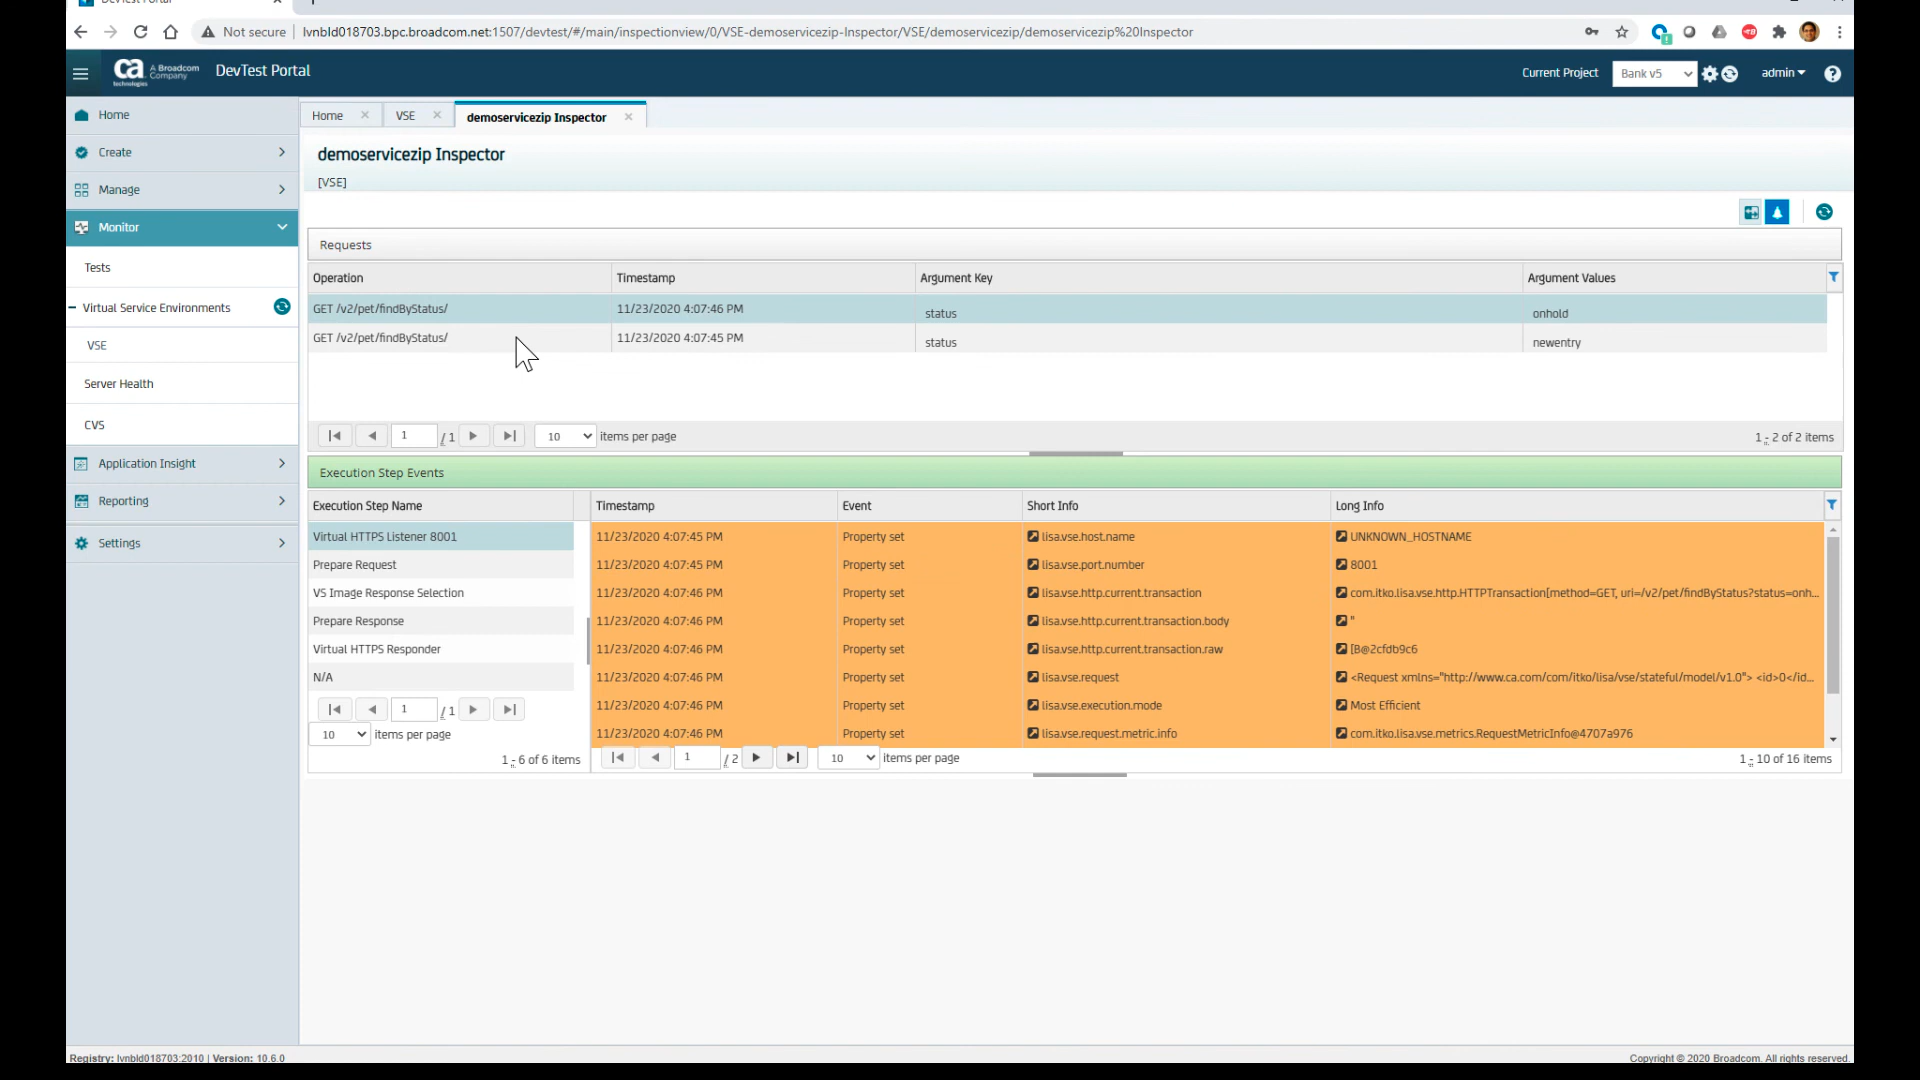 DevTest Portal
Not secure | lvnbld018703.bpc.broadcom.net:1507/devtest/#/main/inspectionview/0/VSE-demoservicezip-Inspector/VSE/demoservicezip/demoservicezip%20Inspector
ca technologies A Broadcom Company DevTest Portal Current Project Bank v5 admin ?
Home
Create
Manage
Monitor
Tests
Virtual Service Environments
VSE
Server Health
CVS
Application Insight
Reporting
Settings
Home VSE demoservicezip Inspector
demoservicezip Inspector
[VSE]
Requests
Operation Timestamp Argument Key Argument Values
GET /v2/pet/findByStatus/ 11/23/2020 4:07:46 PM status onhold
GET /v2/pet/findByStatus/ 11/23/2020 4:07:45 PM status newentry
1 / 1 10 items per page 1 - 2 of 2 items
Execution Step Events
Execution Step Name
Virtual HTTPS Listener 8001
Prepare Request
VS Image Response Selection
Prepare Response
Virtual HTTPS Responder
N/A
1 / 1
10 items per page
1 - 6 of 6 items
Timestamp Event Short Info Long Info
11/23/2020 4:07:45 PM Property set lisa.vse.host.name UNKNOWN_HOSTNAME
11/23/2020 4:07:45 PM Property set lisa.vse.port.number 8001
11/23/2020 4:07:46 PM Property set lisa.vse.http.current.transaction com.itko.lisa.vse.http.HTTPTransaction[method=GET, uri=/v2/pet/findByStatus?status=onh...
11/23/2020 4:07:46 PM Property set lisa.vse.http.current.transaction.body "
11/23/2020 4:07:46 PM Property set lisa.vse.http.current.transaction.raw [B@2cfdb9c6
11/23/2020 4:07:46 PM Property set lisa.vse.request <Request xmlns="http://www.ca.com/com/itko/lisa/vse/stateful/model/v1.0"> <id>0</id...
11/23/2020 4:07:46 PM Property set lisa.vse.execution.mode Most Efficient
11/23/2020 4:07:46 PM Property set lisa.vse.request.metric.info com.itko.lisa.vse.metrics.RequestMetricInfo@4707a976
1 / 2 10 items per page 1 - 10 of 16 items
Registry: lvnbld018703:2010 | Version: 10.6.0
Copyright © 2020 Broadcom. All rights reserved.